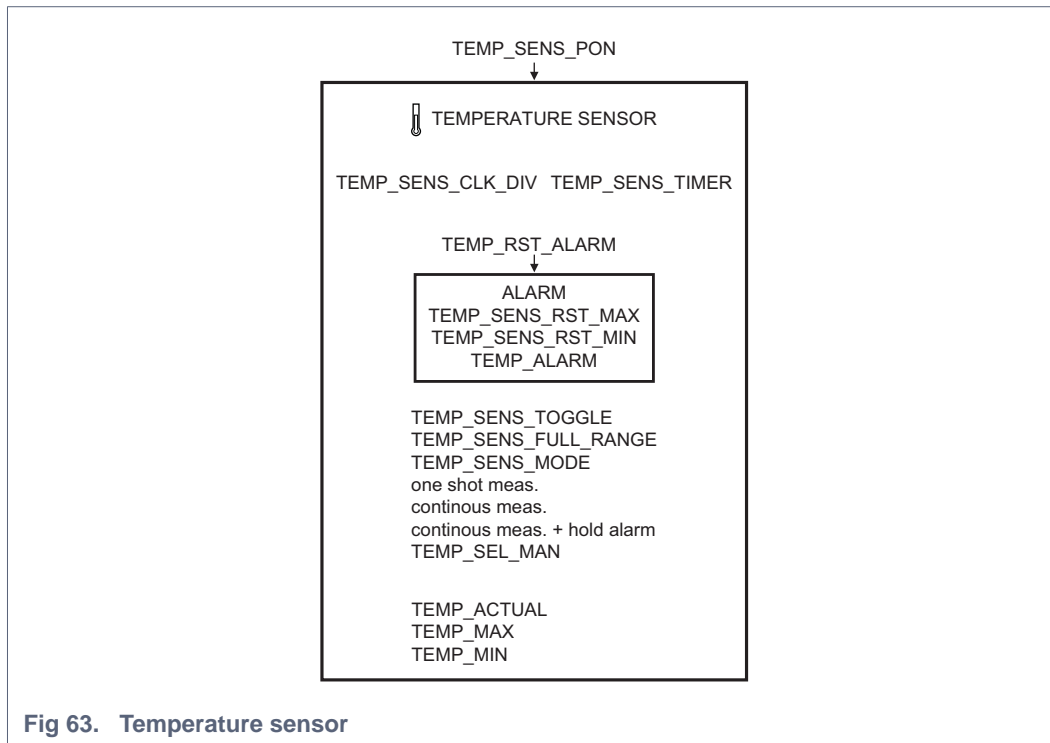 TEMP_SENS_PON
TEMPERATURE SENSOR
TEMP_SENS_CLK_DIV TEMP_SENS_TIMER
TEMP_RST_ALARM
ALARM
TEMP_SENS_RST_MAX
TEMP_SENS_RST_MIN
TEMP_ALARM
TEMP_SENS_TOGGLE
TEMP_SENS_FULL_RANGE
TEMP_SENS_MODE
one shot meas.
continous meas.
continous meas. + hold alarm
TEMP_SEL_MAN
TEMP_ACTUAL
TEMP_MAX
TEMP_MIN
Fig 63. Temperature sensor